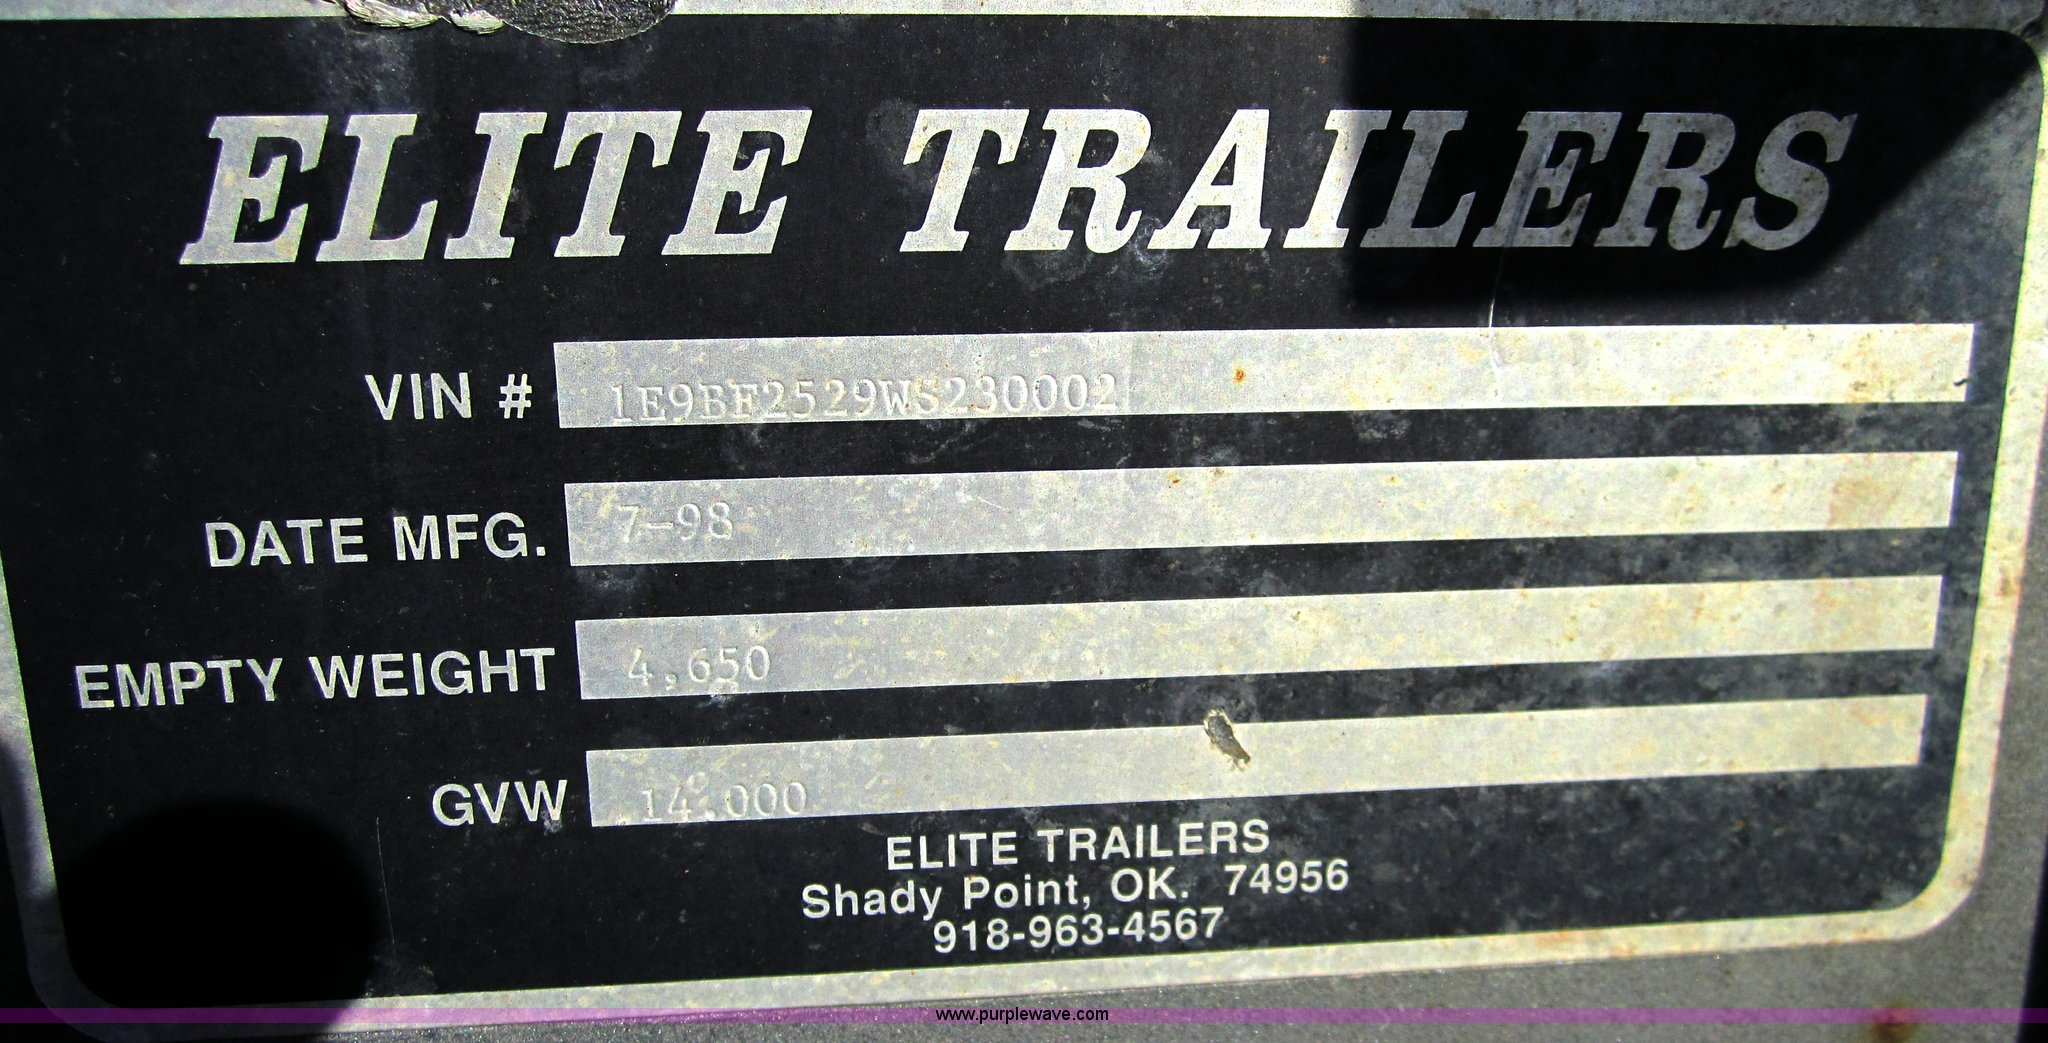 ELITE TRAILERS
VIN # 1E9BF2529WS230002
DATE MFG. 7-98
EMPTY WEIGHT 4,650
GVW 14,000
ELITE TRAILERS
Shady Point, OK. 74956
918-963-4567
www.purplewave.com